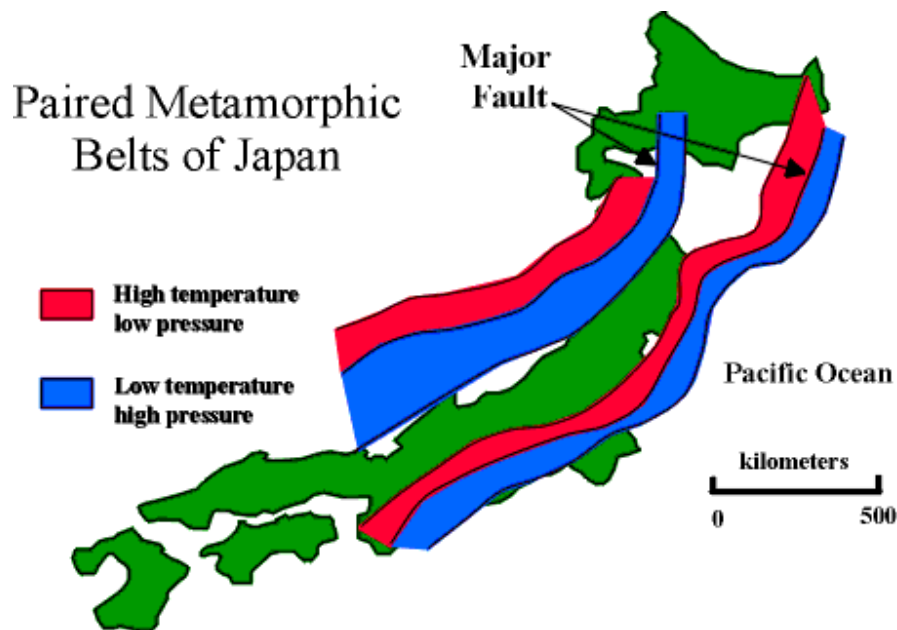 Paired Metamorphic
Belts of Japan
Major
Fault
High temperature
low pressure
Low temperature
high pressure
Pacific Ocean
kilometers
0 500